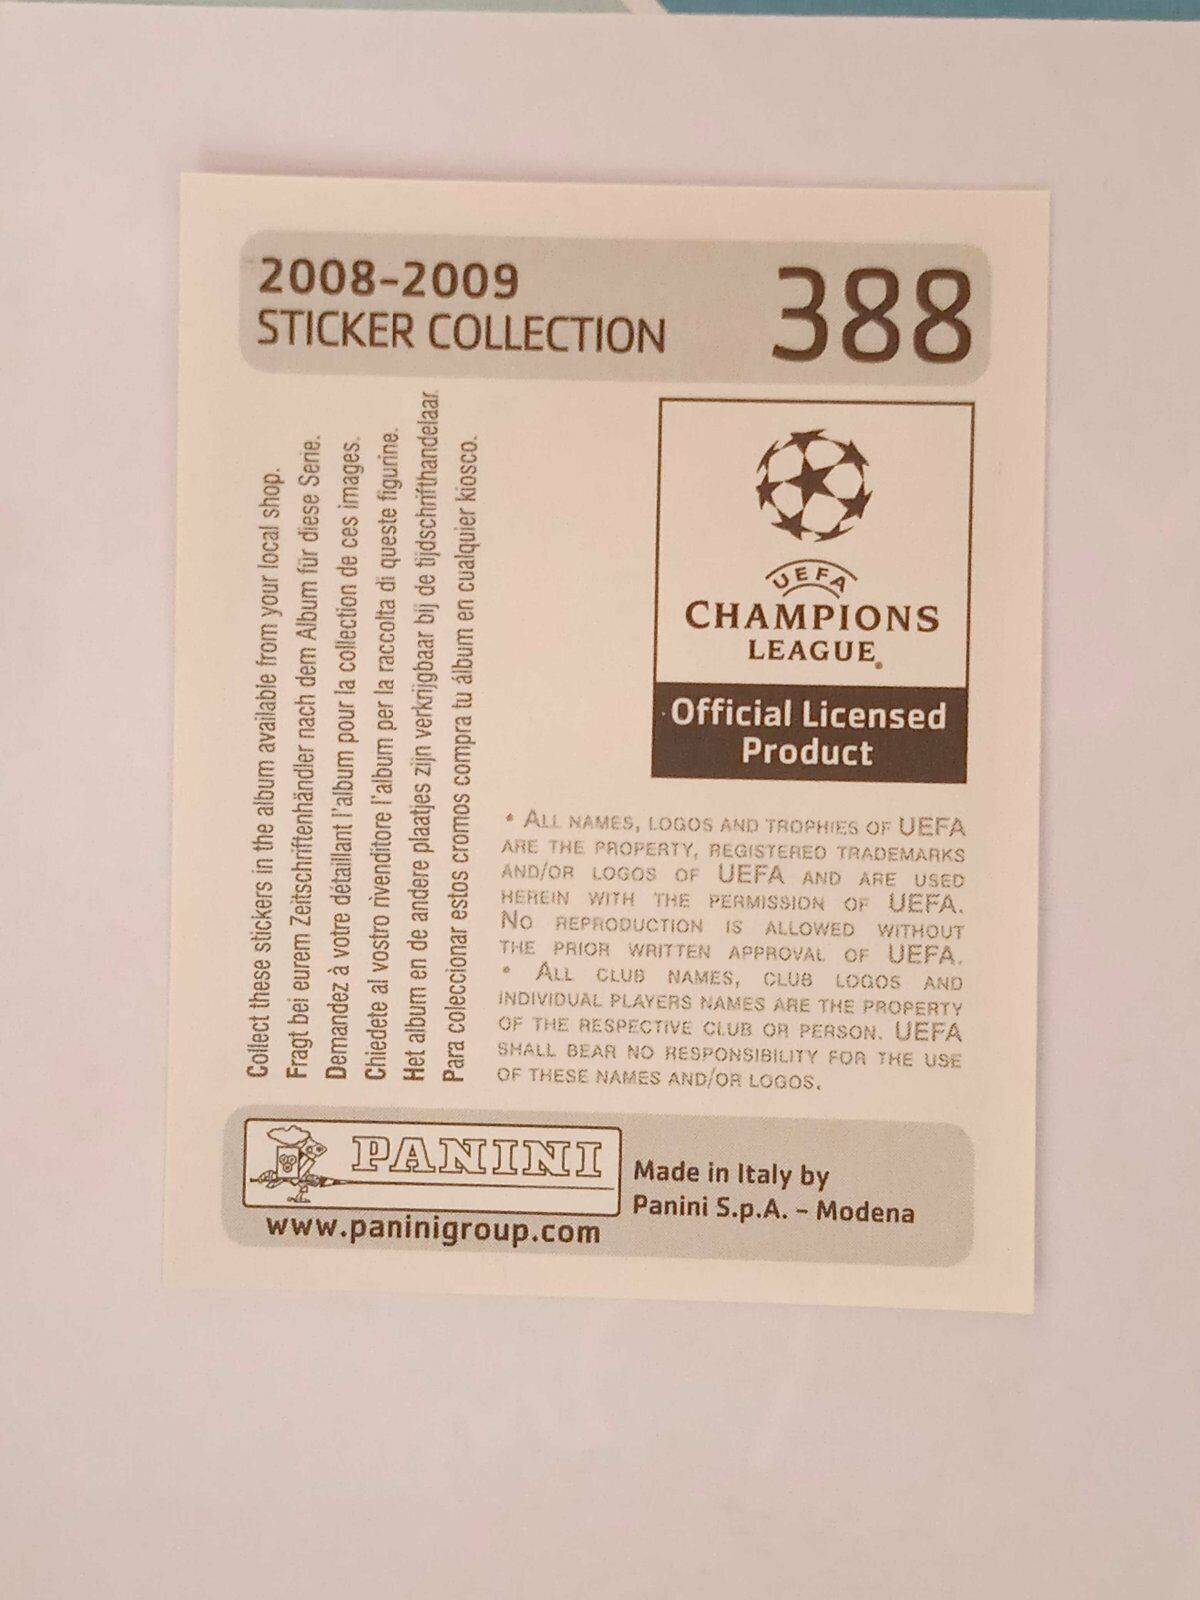 2008-2009
STICKER COLLECTION
388
Collect these stickers in the album available from your local shop.
Fragt bei eurem Zeitschriftenhändler nach dem Album für diese Serie.
Demandez à votre détaillant l'album pour la collection de ces images.
Chiedete al vostro rivenditore l'album per la raccolta di queste figurine.
Het album en de andere plaatjes zijn verkrijgbaar bij de tijdschrifthandelaar
Para coleccionar estos cromos compra tu álbum en cualquier kiosco.
UEFA
CHAMPIONS
LEAGUE®
Official Licensed
Product
• ALL NAMES, LOGOS AND TROPHIES OF UEFA
ARE THE PROPERTY, REGISTERED TRADEMARKS
AND/OR LOGOS OF UEFA AND ARE USED
HEREIN WITH THE PERMISSION OF UEFA.
NO REPRODUCTION IS ALLOWED WITHOUT
THE PRIOR WRITTEN APPROVAL OF UEFA.
• ALL CLUB NAMES, CLUB LOGOS AND
INDIVIDUAL PLAYERS NAMES ARE THE PROPERTY
OF THE RESPECTIVE CLUB OR PERSON. UEFA
SHALL BEAR NO RESPONSIBILITY FOR THE USE
OF THESE NAMES AND/OR LOGOS.
PANINI
www.paninigroup.com
Made in Italy by
Panini S.p.A. - Modena